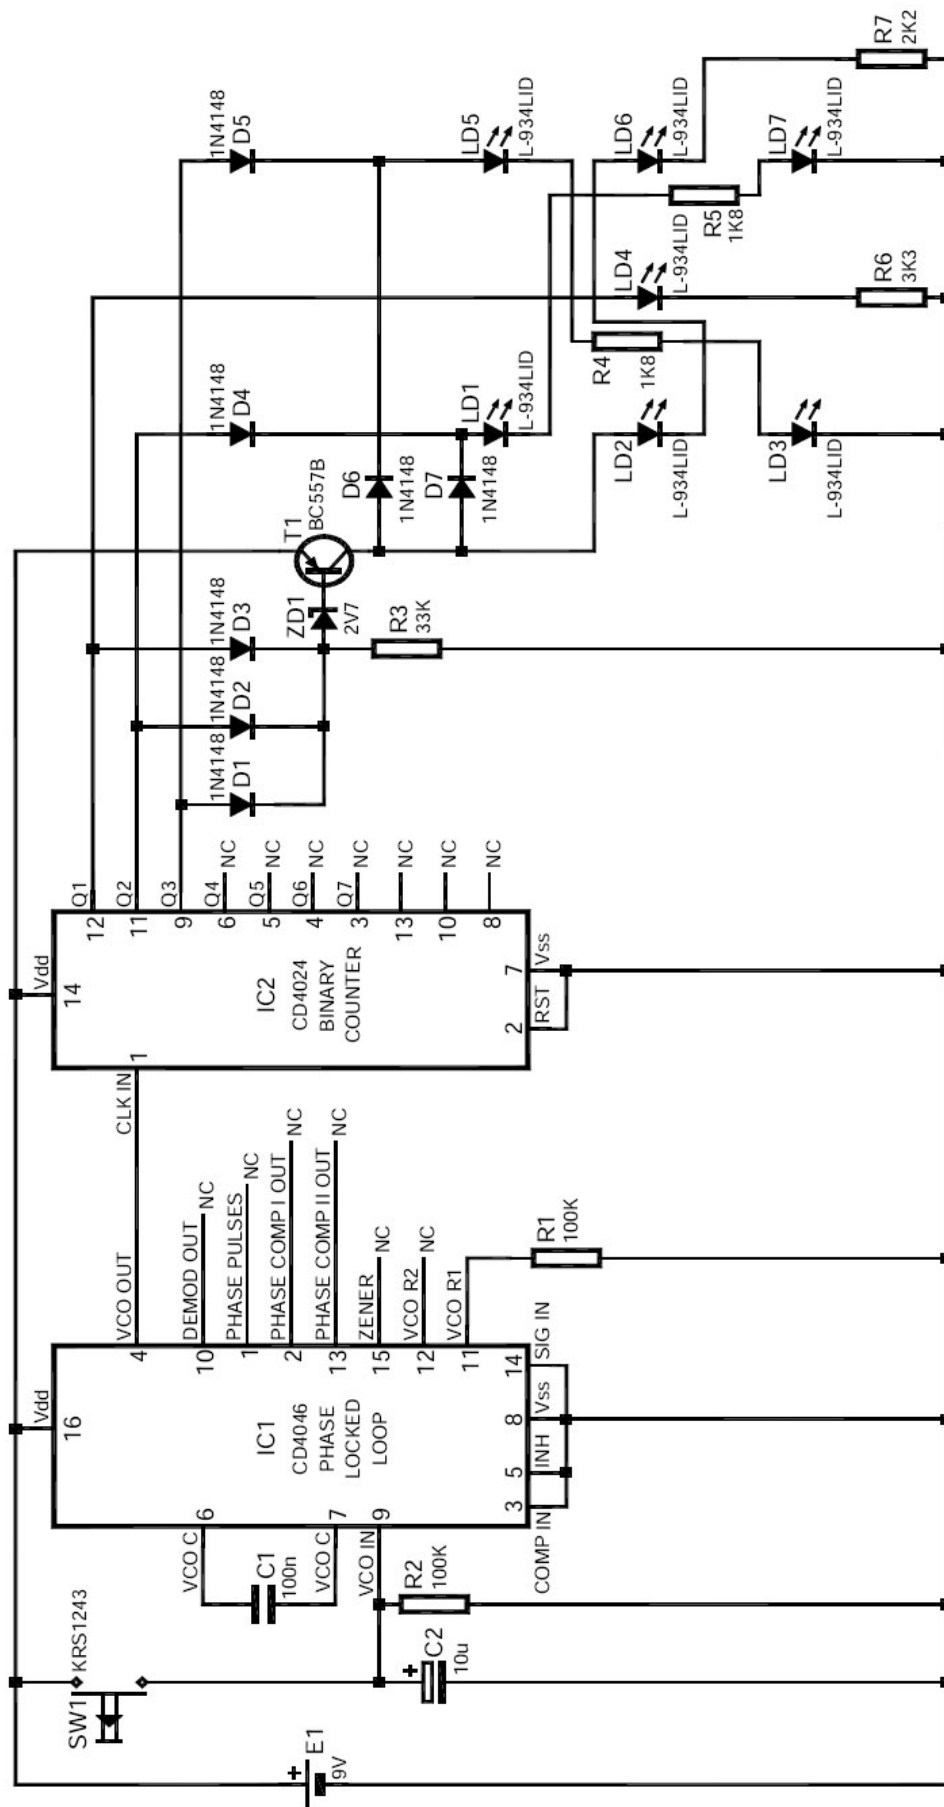 R7
2K2
1N4148
D5
LD5
L-934LID
LD6
L-934LID
LD7
L-934LID
R5
1K8
LD4
L-934LID
R6
3K3
R4
1K8
1N4148
D4
LD1
L-934LID
LD2
L-934LID
LD3
L-934LID
D6
1N4148
D7
1N4148
T1
BC557B
ZD1
2V7
1N4148
D3
R3
33K
1N4148
D2
1N4148
D1
Q1
12
Q2
11
Q3
9
Q4
6
NC
Q5
5
NC
Q6
4
NC
Q7
3
NC
13
NC
10
NC
8
NC
Vdd
14
IC2
CD4024
BINARY
COUNTER
7
Vss
2
RST
1
CLK IN
VCO OUT
4
DEMOD OUT
10
NC
PHASE PULSES
1
NC
PHASE COMP I OUT
2
NC
PHASE COMP II OUT
13
NC
ZENER
15
NC
VCO R2
12
NC
VCO R1
11
R1
100K
Vdd
16
IC1
CD4046
PHASE
LOCKED
LOOP
14
SIG IN
8
Vss
5
INH
3
COMP IN
6
VCO C
7
VCO C
9
VCO IN
C1
100n
R2
100K
C2
10u
+
KRS1243
SW1
E1
9V
+